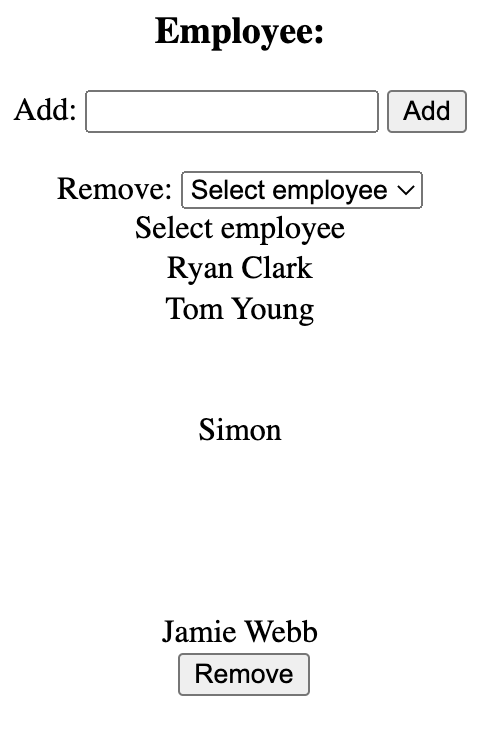 Employee:
Add: Add
Remove: Select employee
Select employee
Ryan Clark
Tom Young
Simon
Jamie Webb
Remove